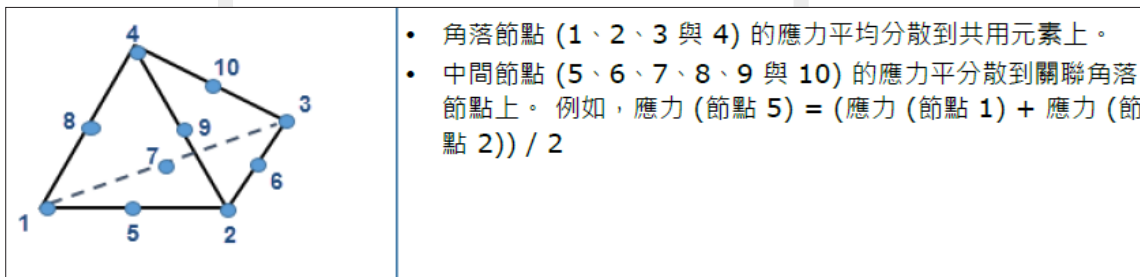 4
10
3
8
9
7
6
1
5
2
• 角落節點 (1、2、3 與 4) 的應力平均分散到共用元素上。
• 中間節點 (5、6、7、8、9 與 10) 的應力平分散到關聯角落
節點上。 例如，應力 (節點 5) = (應力 (節點 1) + 應力 (節
點 2)) / 2